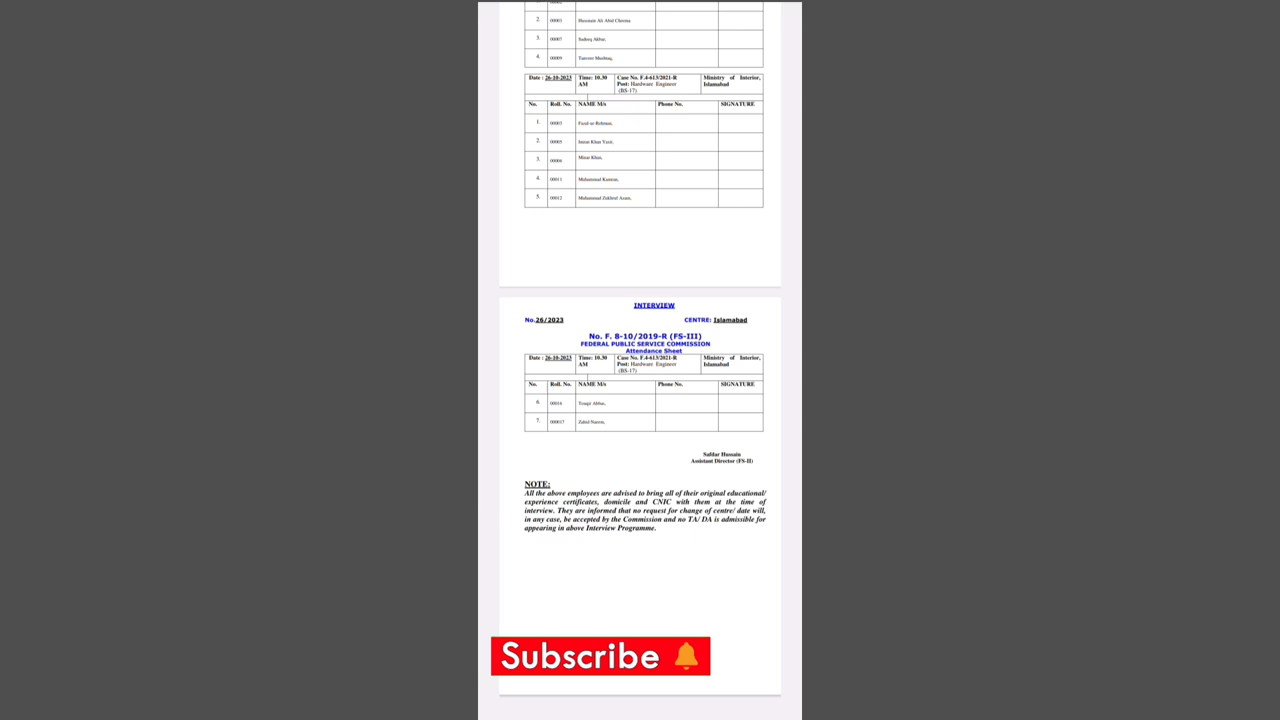 2. 00003 Hussnain Ali Abid Cheema
3. 00007 Sadeeq Akbar,
4. 00009 Tanveer Mushtaq,
Date : 26-10-2023 Time: 10.30 AM Case No. F.4-613/2021-R Post: Hardware Engineer (BS-17) Ministry of Interior, Islamabad
No. Roll. No. NAME M/s Phone No. SIGNATURE
1. 00003 Fazal ur Rehman,
2. 00005 Imran Khan Yazir,
3. 00006 Misar Khan,
4. 00011 Muhammad Kamran,
5. 00012 Muhammad Zakhrul Azam,
INTERVIEW
No.26/2023 CENTRE: Islamabad
No. F. 8-10/2019-R (FS-III)
FEDERAL PUBLIC SERVICE COMMISSION
Attendance Sheet
Date : 26-10-2023 Time: 10.30 AM Case No. F.4-613/2021-R Post: Hardware Engineer (BS-17) Ministry of Interior, Islamabad
No. Roll. No. NAME M/s Phone No. SIGNATURE
6. 00016 Touqir Abbas,
7. 000017 Zahid Naeem,
Safdar Hussain
Assistant Director (FS-II)
NOTE:
All the above employees are advised to bring all of their original educational/
experience certificates, domicile and CNIC with them at the time of
interview. They are informed that no request for change of centre/ date will,
in any case, be accepted by the Commission and no TA/ DA is admissible for
appearing in above Interview Programme.
Subscribe